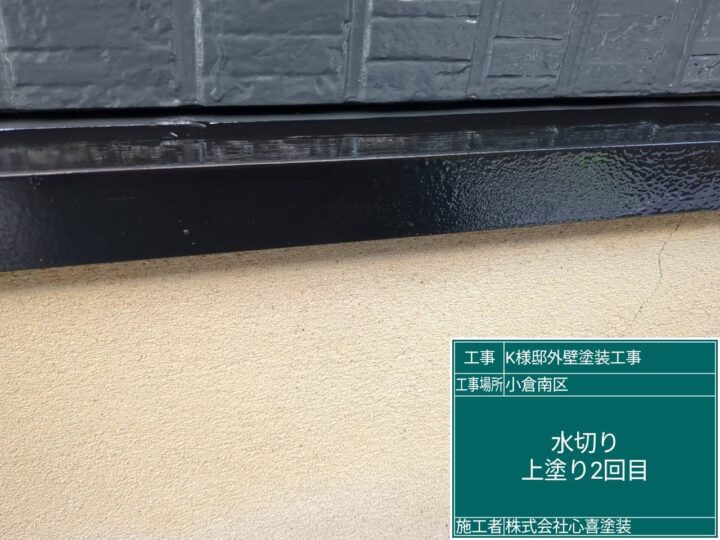 工事 K様邸外壁塗装工事
工事場所 小倉南区
水切り
上塗り2回目
施工者 株式会社心喜塗装